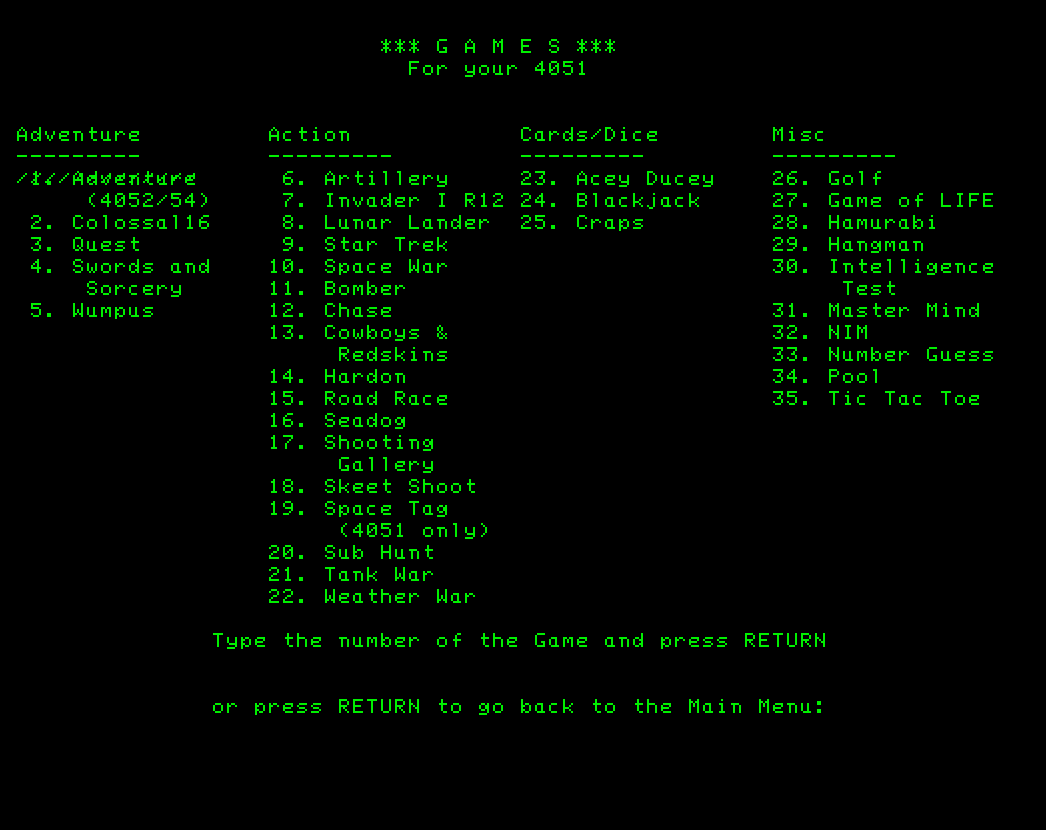 *** G A M E S ***
For your 4051
Adventure Action Cards/Dice Misc
--------- --------- --------- ---------
1. Adventure 6. Artillery 23. Acey Ducey 26. Golf
(4052/54) 7. Invader I R12 24. Blackjack 27. Game of LIFE
2. Colossal16 8. Lunar Lander 25. Craps 28. Hamurabi
3. Quest 9. Star Trek 29. Hangman
4. Swords and 10. Space War 30. Intelligence
Sorcery 11. Bomber Test
5. Wumpus 12. Chase 31. Master Mind
13. Cowboys & 32. NIM
Redskins 33. Number Guess
14. Hardon 34. Pool
15. Road Race 35. Tic Tac Toe
16. Seadog
17. Shooting
Gallery
18. Skeet Shoot
19. Space Tag
(4051 only)
20. Sub Hunt
21. Tank War
22. Weather War
Type the number of the Game and press RETURN
or press RETURN to go back to the Main Menu: